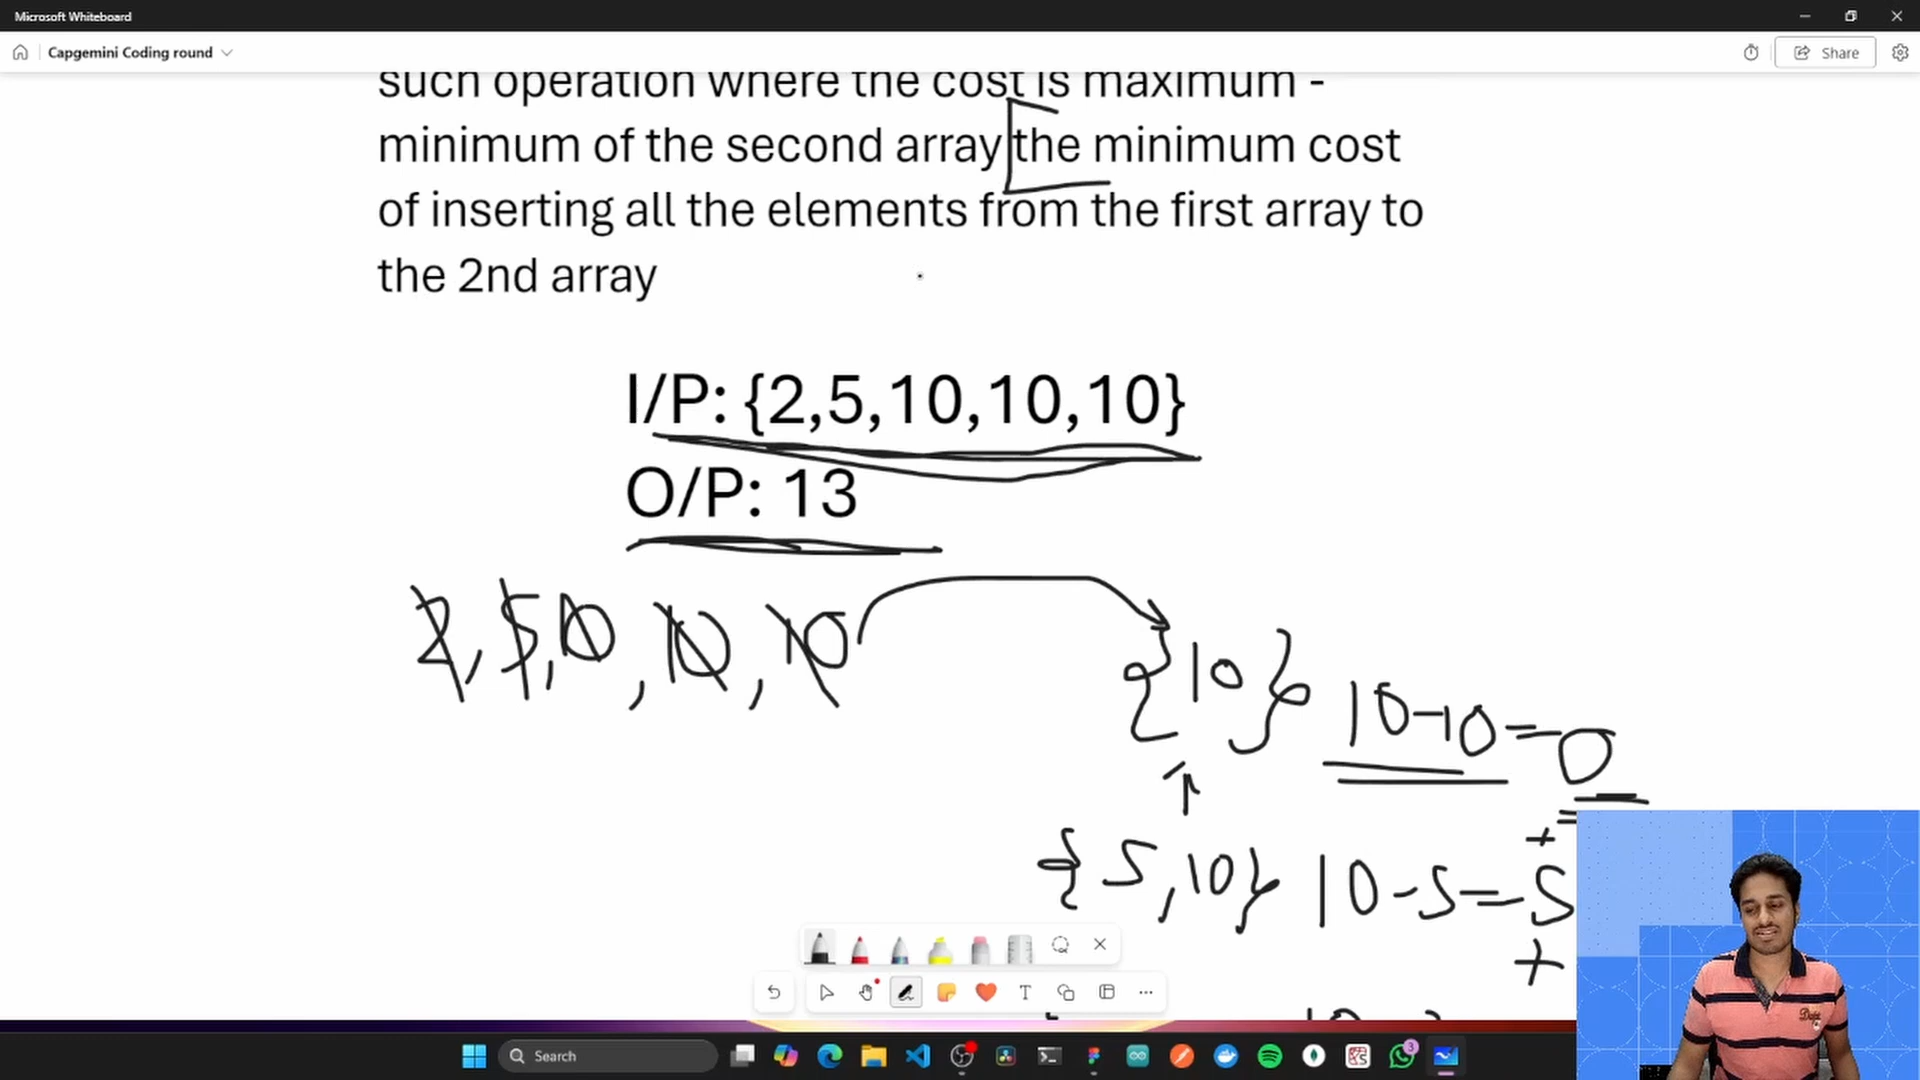 Microsoft Whiteboard
Capgemini Coding round
Share
such operation where the cost is maximum -
minimum of the second array the minimum cost
of inserting all the elements from the first array to
the 2nd array
I/P: {2,5,10,10,10}
O/P: 13
2, 5, 10, 10, 10
{10} 10-10=0
+
{5,10} 10-5=5
+
Search
3